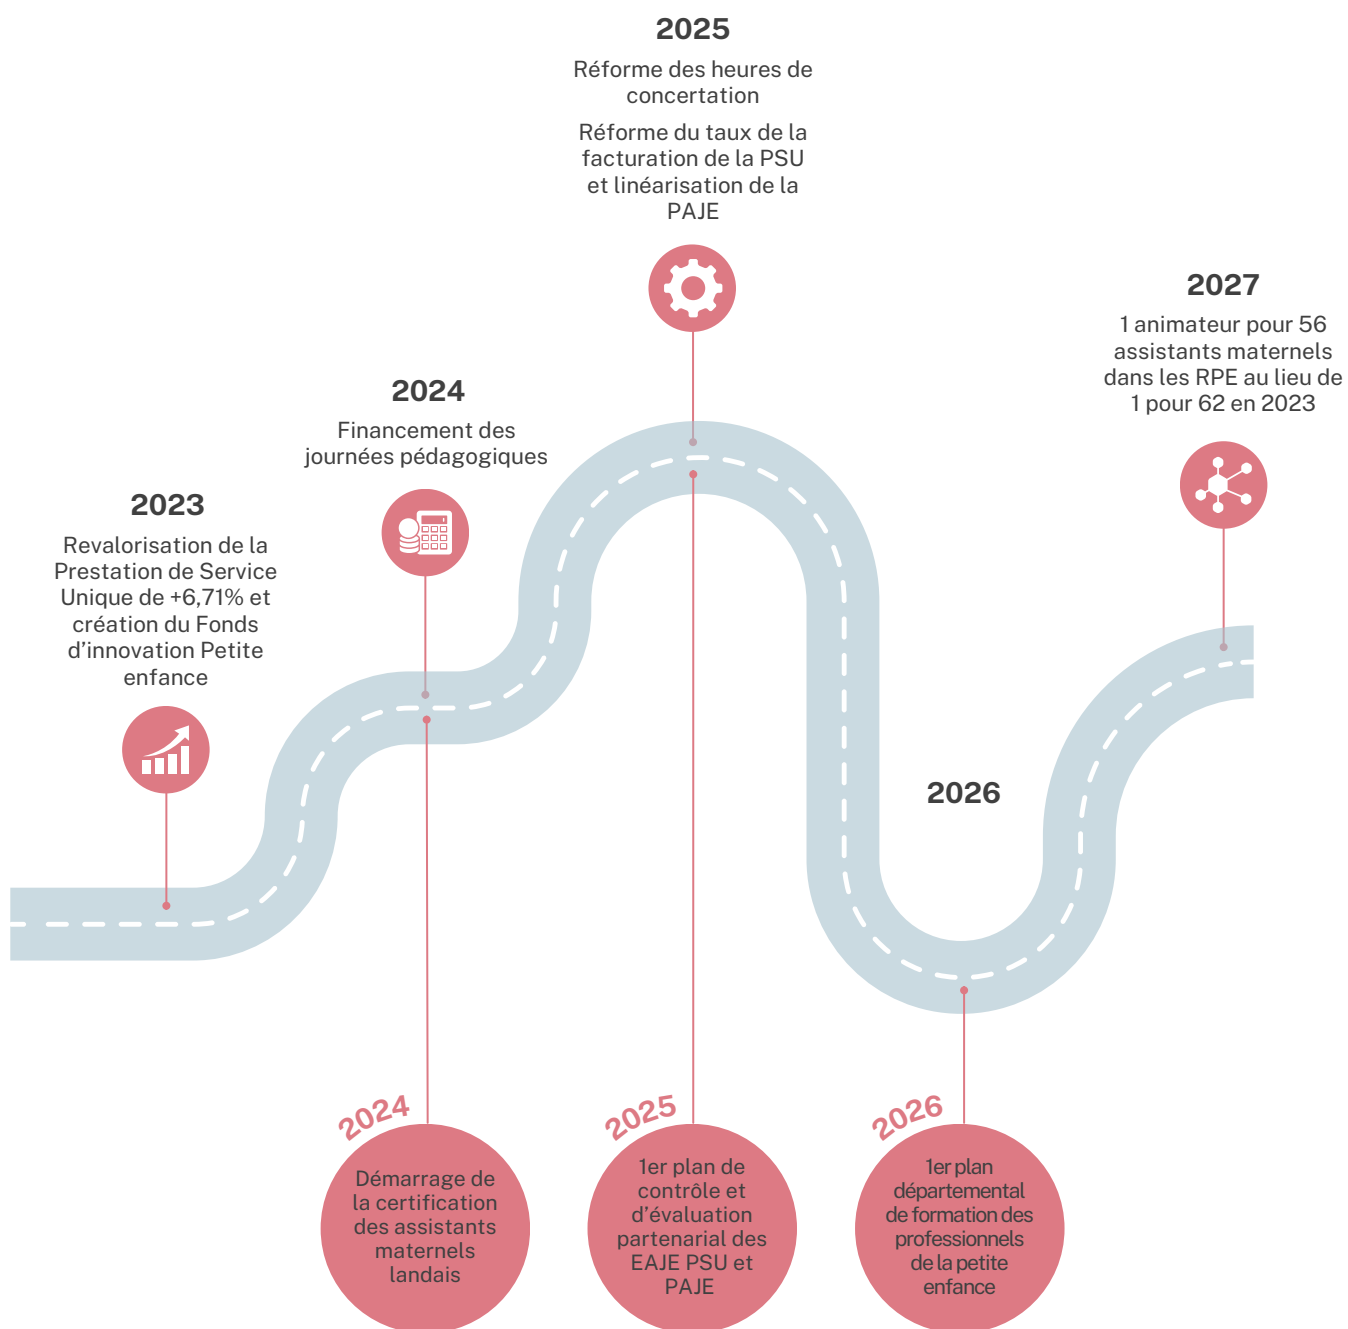 2025
Réforme des heures de
concertation
Réforme du taux de la
facturation de la PSU
et linéarisation de la
PAJE
2027
1 animateur pour 56
assistants maternels
dans les RPE au lieu de
1 pour 62 en 2023
2024
Financement des
journées pédagogiques
2023
Revalorisation de la
Prestation de Service
Unique de +6,71% et
création du Fonds
d’innovation Petite
enfance
2026
2024
Démarrage de
la certification
des assistants
maternels
landais
2025
1er plan de
contrôle et
d’évaluation
partenarial des
EAJE PSU et
PAJE
2026
1er plan
départemental
de formation des
professionnels
de la petite
enfance